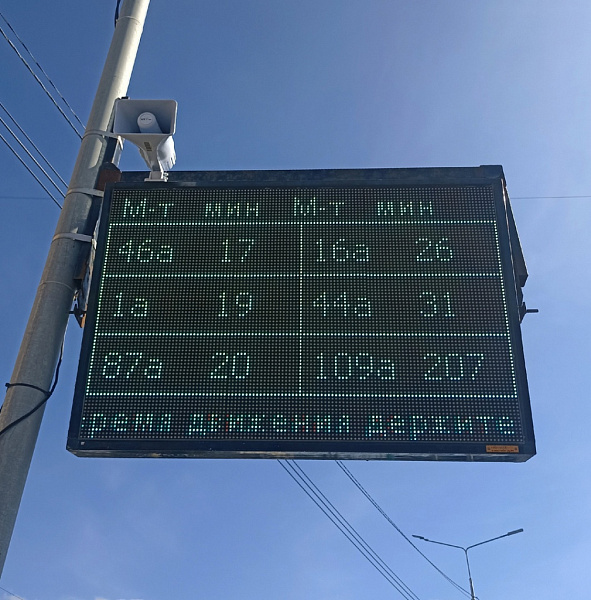 М-т мин М-т мин
46а 17 16а 26
1а 19 44а 31
87а 20 109а 207
ремя движения держите